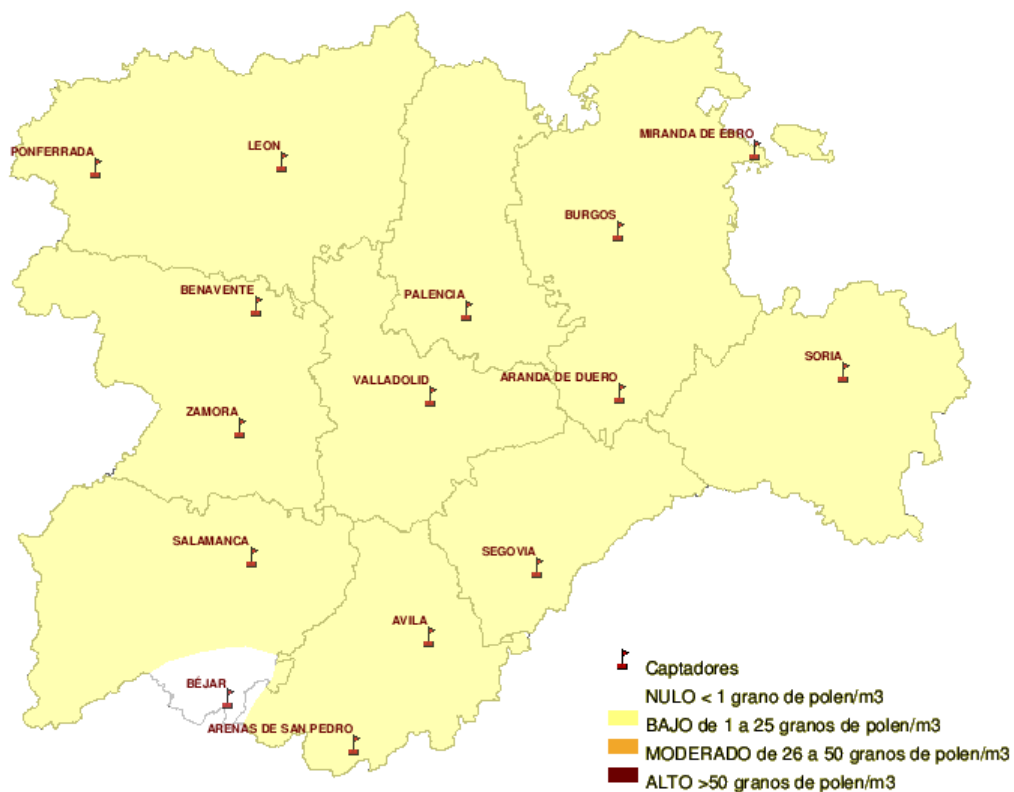 MIRANDA DE EBRO
PONFERRADA
LEON
BURGOS
BENAVENTE
PALENCIA
SORIA
VALLADOLID
ARANDA DE DUERO
ZAMORA
SALAMANCA
SEGOVIA
AVILA
BÉJAR
ARENAS DE SAN PEDRO
Captadores
NULO < 1 grano de polen/m3
BAJO de 1 a 25 granos de polen/m3
MODERADO de 26 a 50 granos de polen/m3
ALTO >50 granos de polen/m3